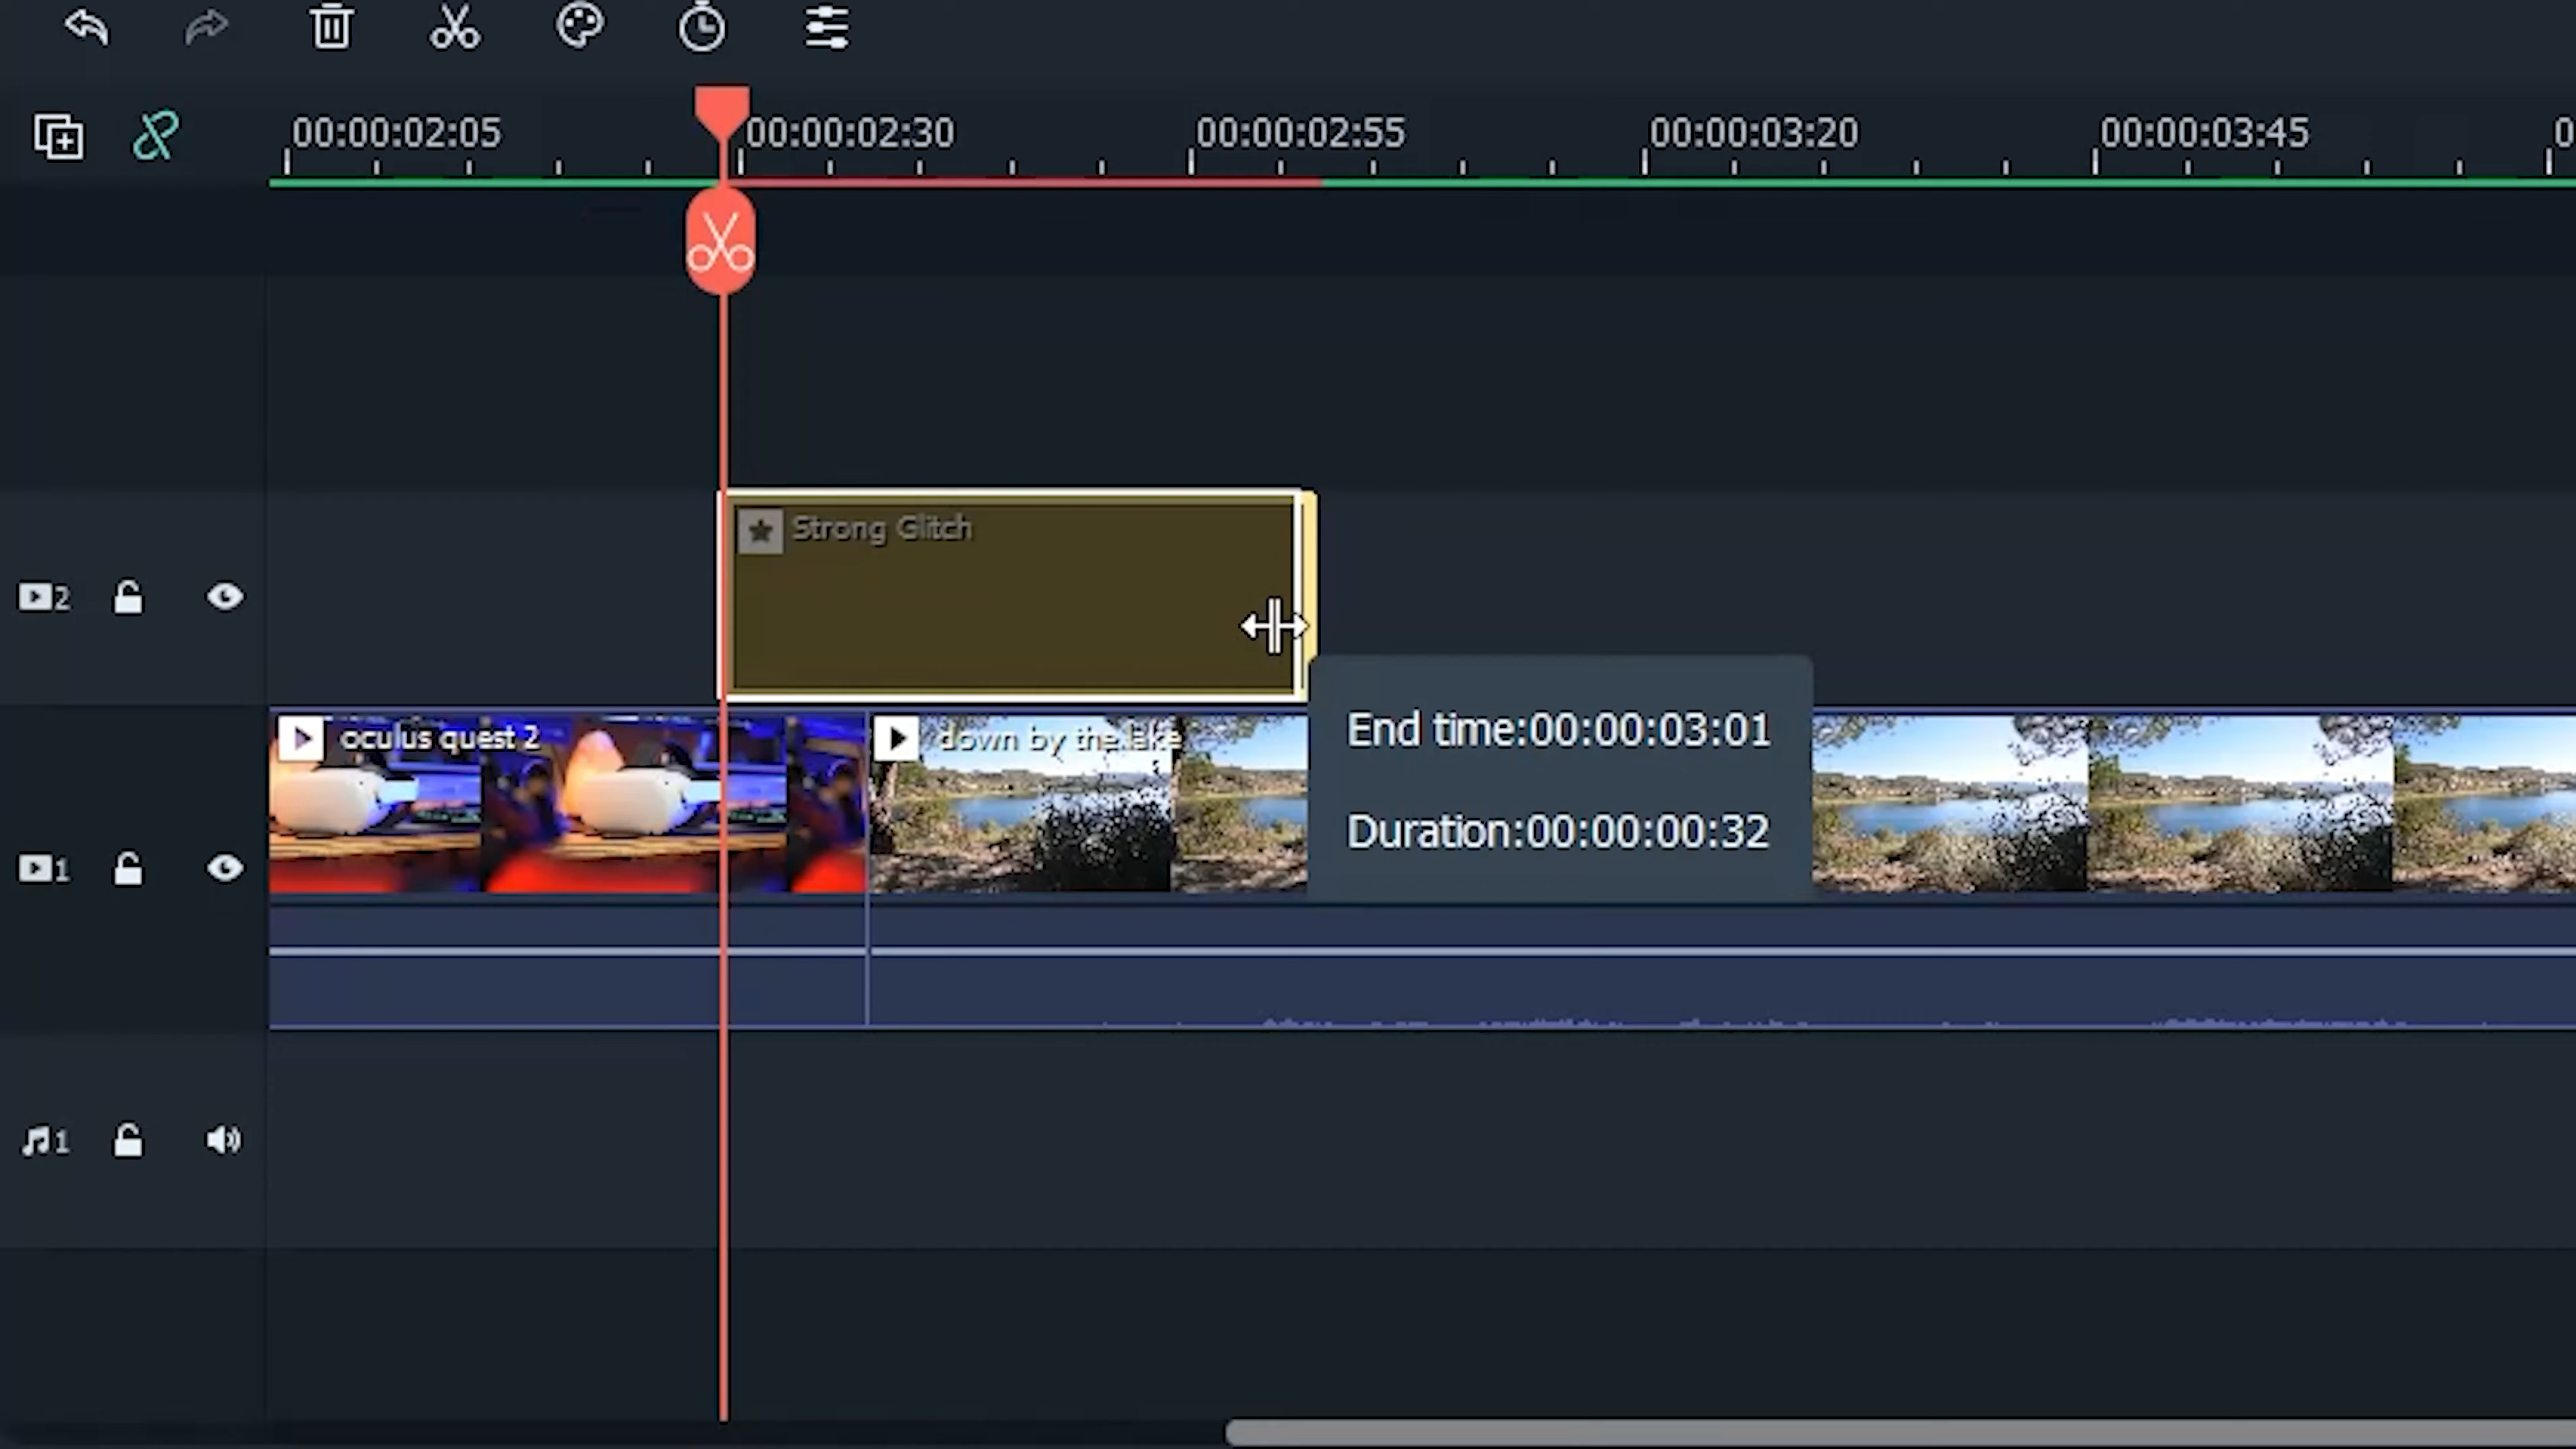 00:00:02:05
00:00:02:30
00:00:02:55
00:00:03:20
00:00:03:45
0
Strong Glitch
2
oculus quest 2
down by the lake
End time:00:00:03:01
Duration:00:00:00:32
1
1